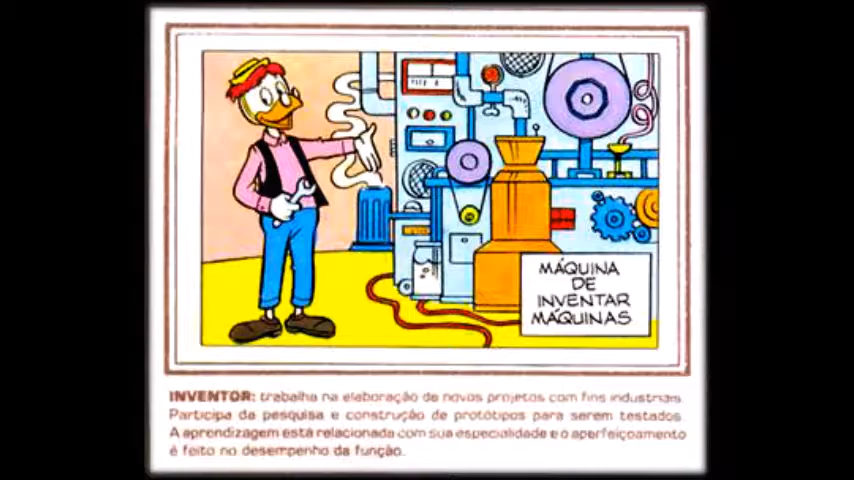 MÁQUINA
DE
INVENTAR
MÁQUINAS
INVENTOR: trabalha na elaboração de novos projetos com fins industriais.
Participa da pesquisa e construção de protótipos para serem testados.
A aprendizagem está relacionada com sua especialidade e o aperfeiçoamento
é feito no desempenho da função.